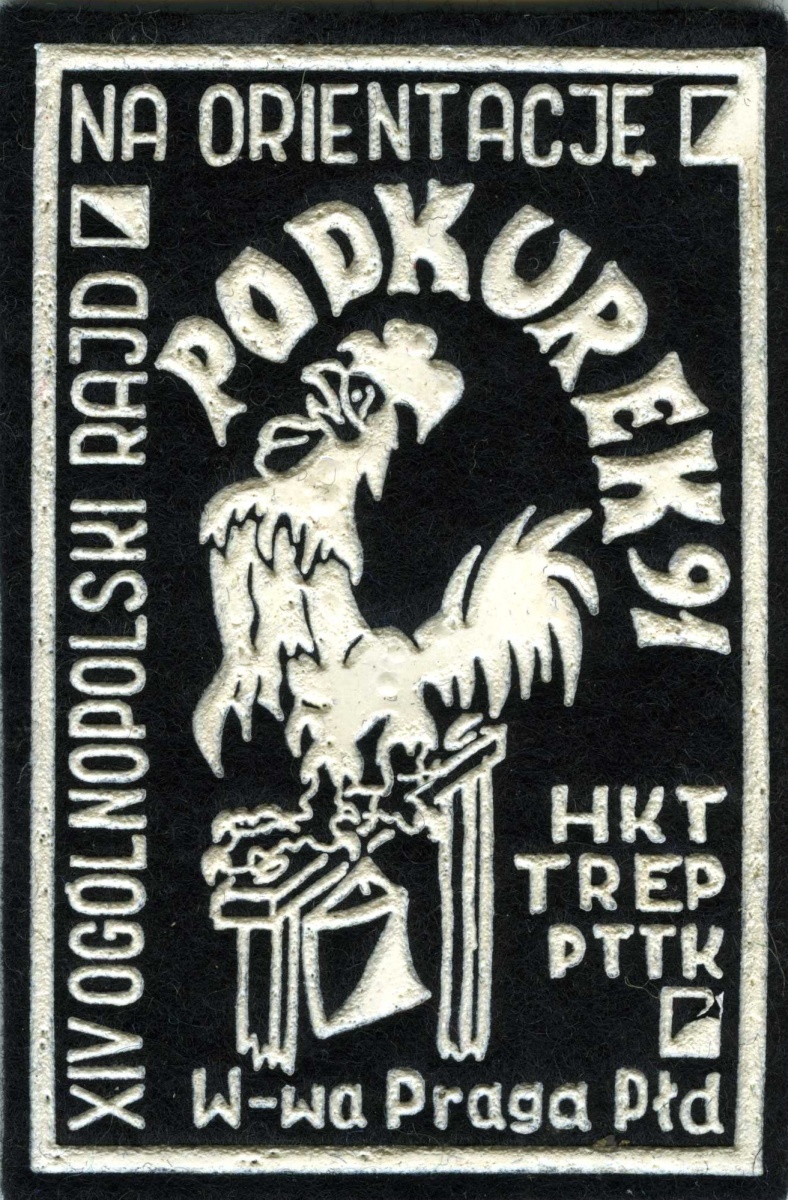 XIV OGÓLNOPOLSKI RAJD
NA ORIENTACJĘ
PODKUREK 91
HKT
TREP
PTTK
W-wa Praga Płd